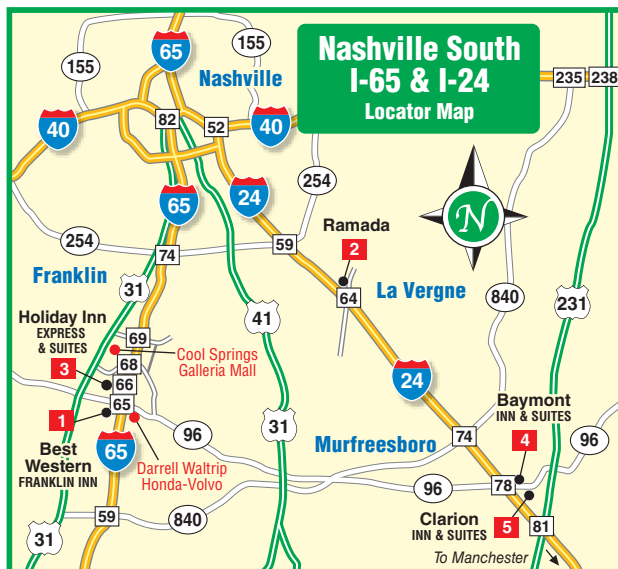 Nashville South
I-65 & I-24
Locator Map
155
65
155
Nashville
235
238
40
82
52
40
65
24
254
254
74
59
Ramada
2
N
Franklin
31
64
La Vergne
840
231
41
Holiday Inn
EXPRESS
& SUITES
3
69
68
66
65
Cool Springs
Galleria Mall
24
1
Baymont
INN & SUITES
4
96
31
Murfreesboro
74
96
Best
Western
FRANKLIN INN
65
Darrell Waltrip
Honda-Volvo
96
78
59
840
31
Clarion
INN & SUITES
5
81
To Manchester